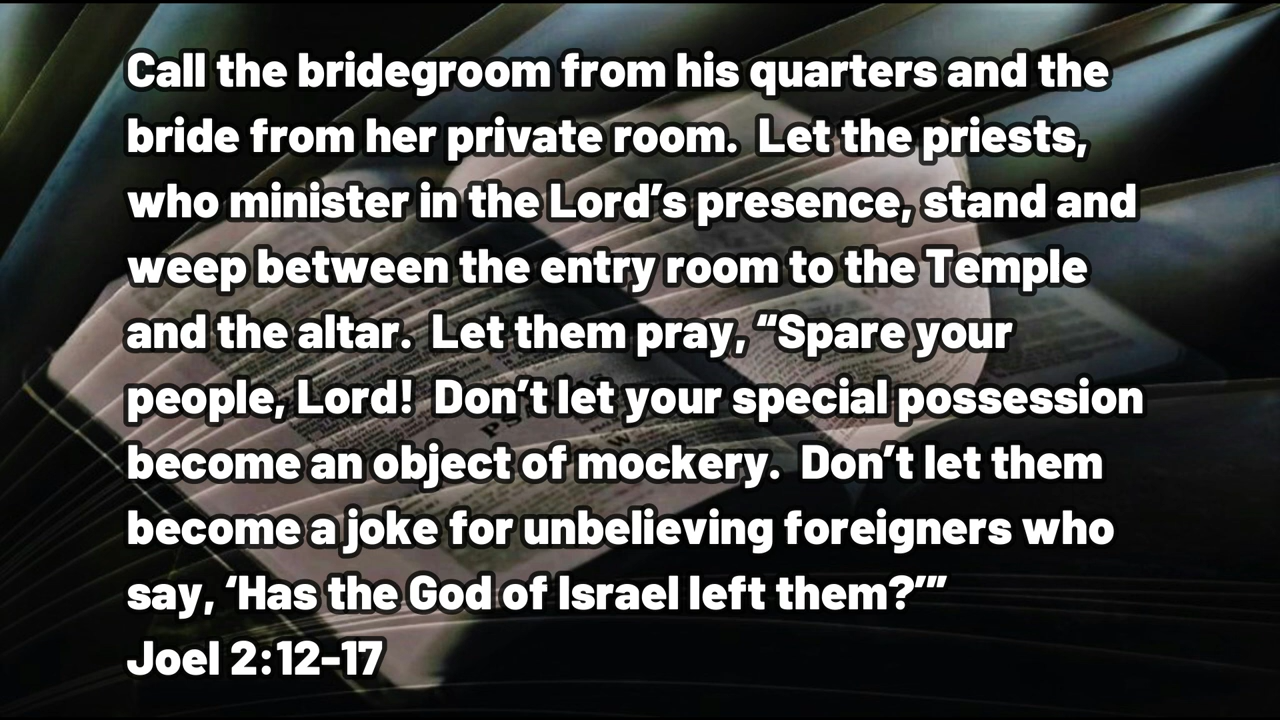 Call the bridegroom from his quarters and the
bride from her private room.  Let the priests,
who minister in the Lord’s presence, stand and
weep between the entry room to the Temple
and the altar.  Let them pray, “Spare your
people, Lord!  Don’t let your special possession
become an object of mockery.  Don’t let them
become a joke for unbelieving foreigners who
say, ‘Has the God of Israel left them?’”
Joel 2:12-17